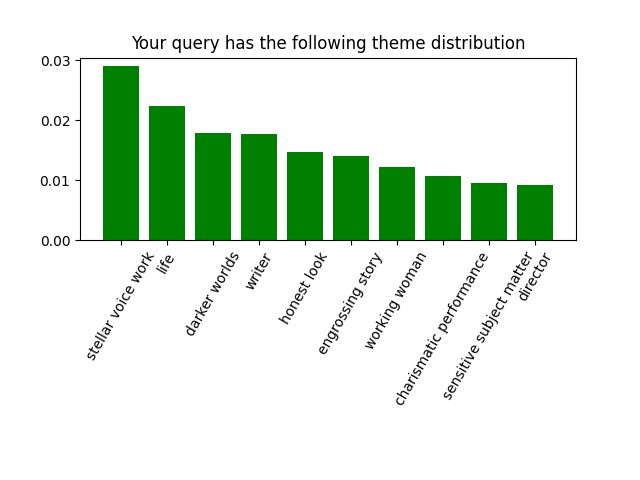 Your query has the following theme distribution
0.03
0.02
0.01
0.00
stellar voice work
life
darker worlds
writer
honest look
engrossing story
working woman
charismatic performance
sensitive subject matter
director